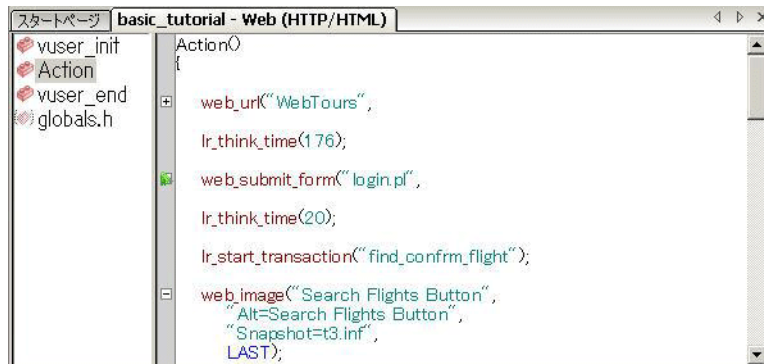 スタートページ
basic_tutorial - Web (HTTP/HTML)
vuser_init
Action
vuser_end
globals.h
Action()
{
web_url("WebTours",
lr_think_time(176);
web_submit_form("login.pl",
lr_think_time(20);
lr_start_transaction("find_confrm_flight");
web_image("Search Flights Button",
"Alt=Search Flights Button",
"Snapshot=t3.inf",
LAST);